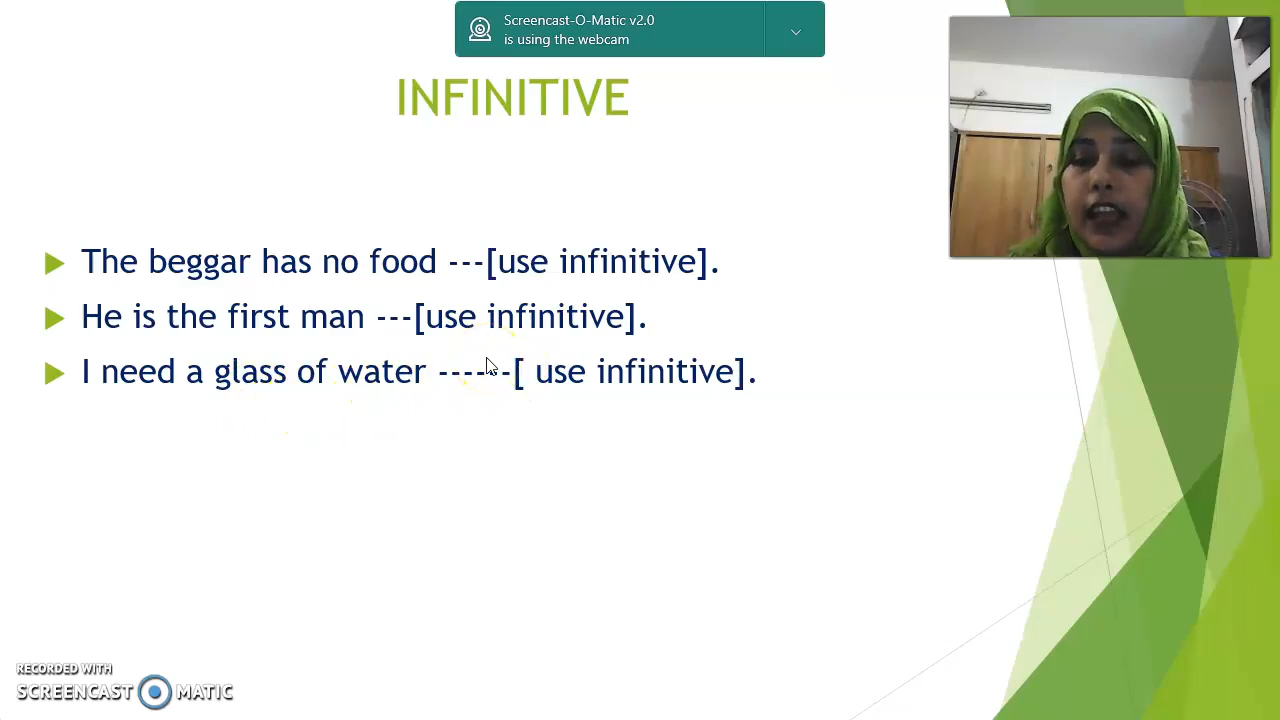 Screencast-O-Matic v2.0
is using the webcam
INFINITIVE
The beggar has no food ---[use infinitive].
He is the first man ---[use infinitive].
I need a glass of water ------[ use infinitive].
RECORDED WITH
SCREENCAST MATIC